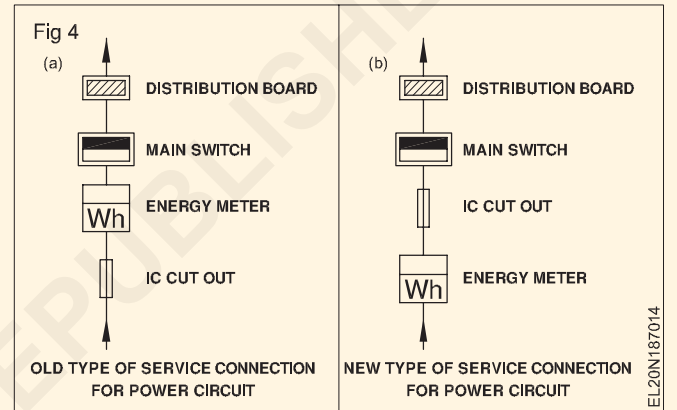 Fig 4
(a)
DISTRIBUTION BOARD
MAIN SWITCH
ENERGY METER
Wh
IC CUT OUT
OLD TYPE OF SERVICE CONNECTION
FOR POWER CIRCUIT
(b)
DISTRIBUTION BOARD
MAIN SWITCH
IC CUT OUT
ENERGY METER
Wh
NEW TYPE OF SERVICE CONNECTION
FOR POWER CIRCUIT
EL20N187014
EPUBLISHE